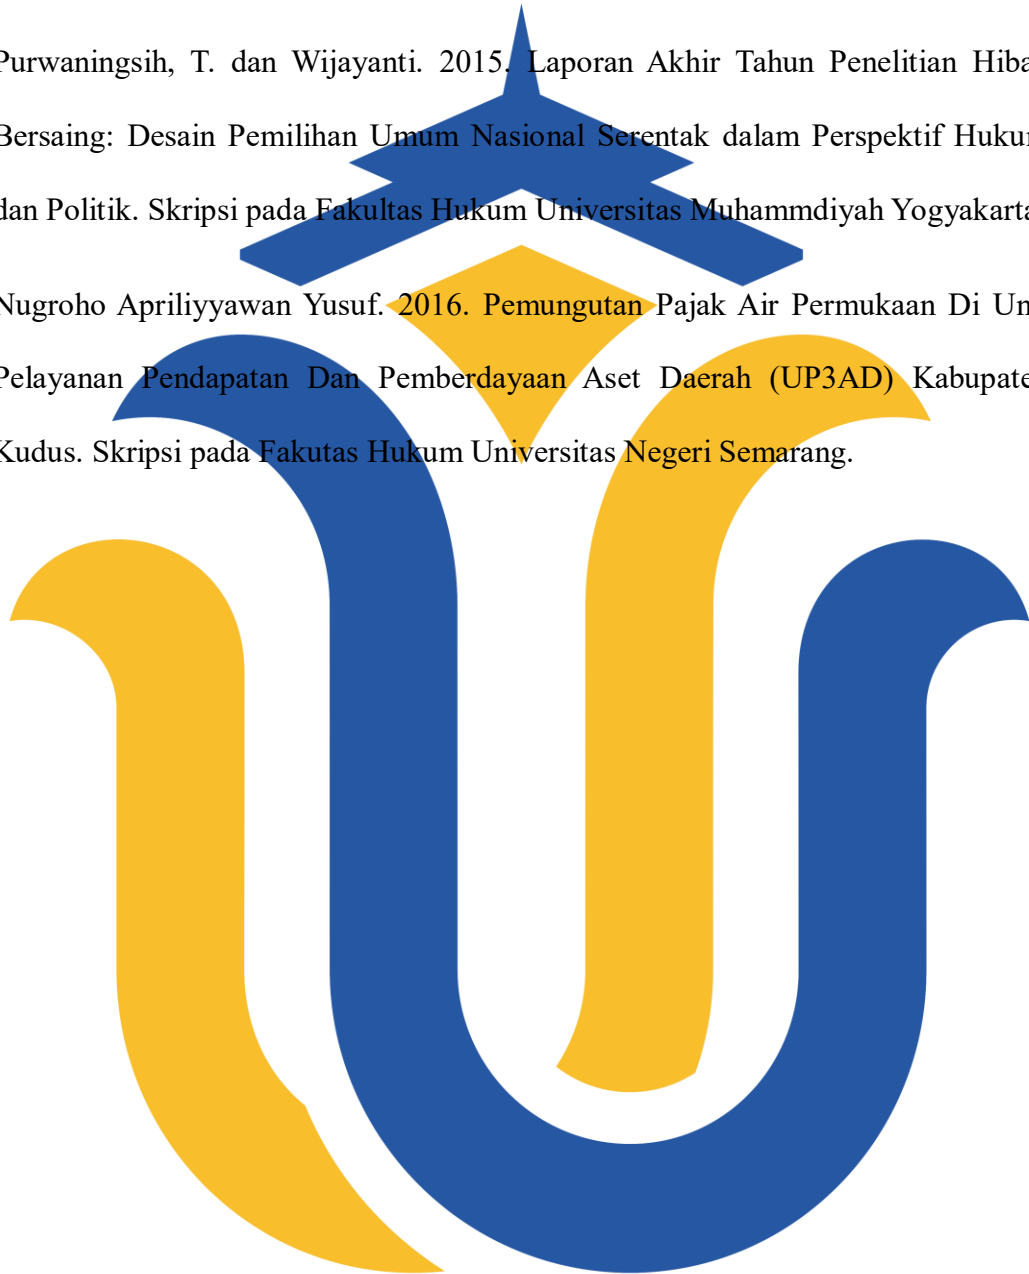 Purwaningsih, T. dan Wijayanti. 2015. Laporan Akhir Tahun Penelitian Hiba
Bersaing: Desain Pemilihan Umum Nasional Serentak dalam Perspektif Huku
dan Politik. Skripsi pada Fakultas Hukum Universitas Muhammdiyah Yogyakarta
Nugroho Apriliyyawan Yusuf. 2016. Pemungutan Pajak Air Permukaan Di Un
Pelayanan Pendapatan Dan Pemberdayaan Aset Daerah (UP3AD) Kabupate
Kudus. Skripsi pada Fakutas Hukum Universitas Negeri Semarang.